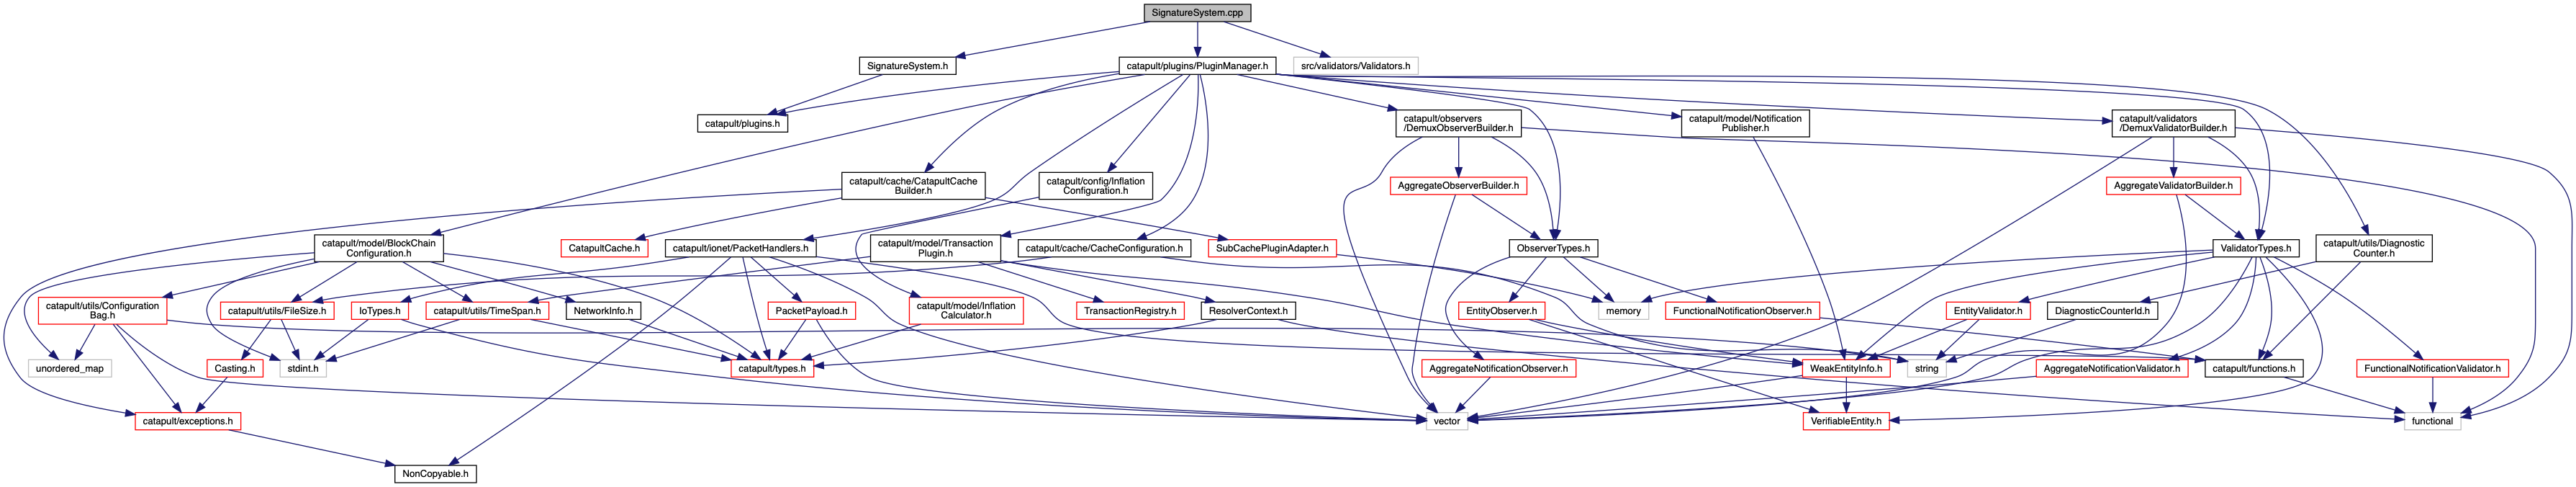 SignatureSystem.cpp
SignatureSystem.h
catapult/plugins/PluginManager.h
src/validators/Validators.h
catapult/plugins.h
catapult/observers
/DemuxObserverBuilder.h
catapult/model/Notification
Publisher.h
catapult/validators
/DemuxValidatorBuilder.h
catapult/cache/CatapultCache
Builder.h
catapult/config/Inflation
Configuration.h
AggregateObserverBuilder.h
AggregateValidatorBuilder.h
catapult/model/BlockChain
Configuration.h
CatapultCache.h
catapult/ionet/PacketHandlers.h
catapult/model/Transaction
Plugin.h
catapult/cache/CacheConfiguration.h
SubCachePluginAdapter.h
ObserverTypes.h
ValidatorTypes.h
catapult/utils/Diagnostic
Counter.h
catapult/utils/Configuration
Bag.h
catapult/utils/FileSize.h
IoTypes.h
catapult/utils/TimeSpan.h
NetworkInfo.h
PacketPayload.h
catapult/model/Inflation
Calculator.h
TransactionRegistry.h
ResolverContext.h
EntityObserver.h
memory
FunctionalNotificationObserver.h
EntityValidator.h
DiagnosticCounterId.h
unordered_map
Casting.h
stdint.h
catapult/types.h
AggregateNotificationObserver.h
WeakEntityInfo.h
string
AggregateNotificationValidator.h
catapult/functions.h
FunctionalNotificationValidator.h
catapult/exceptions.h
vector
VerifiableEntity.h
functional
NonCopyable.h